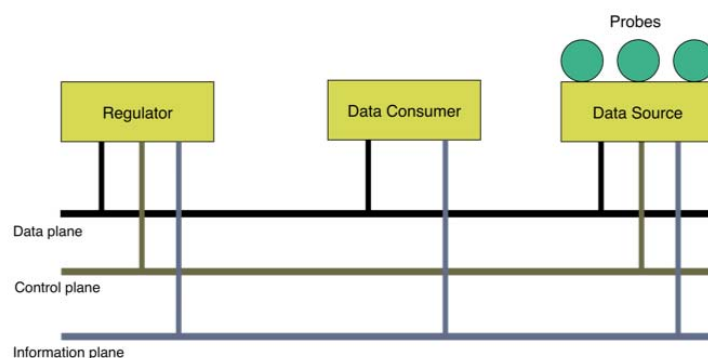 Probes
Regulator
Data Consumer
Data Source
Data plane
Control plane
Information plane